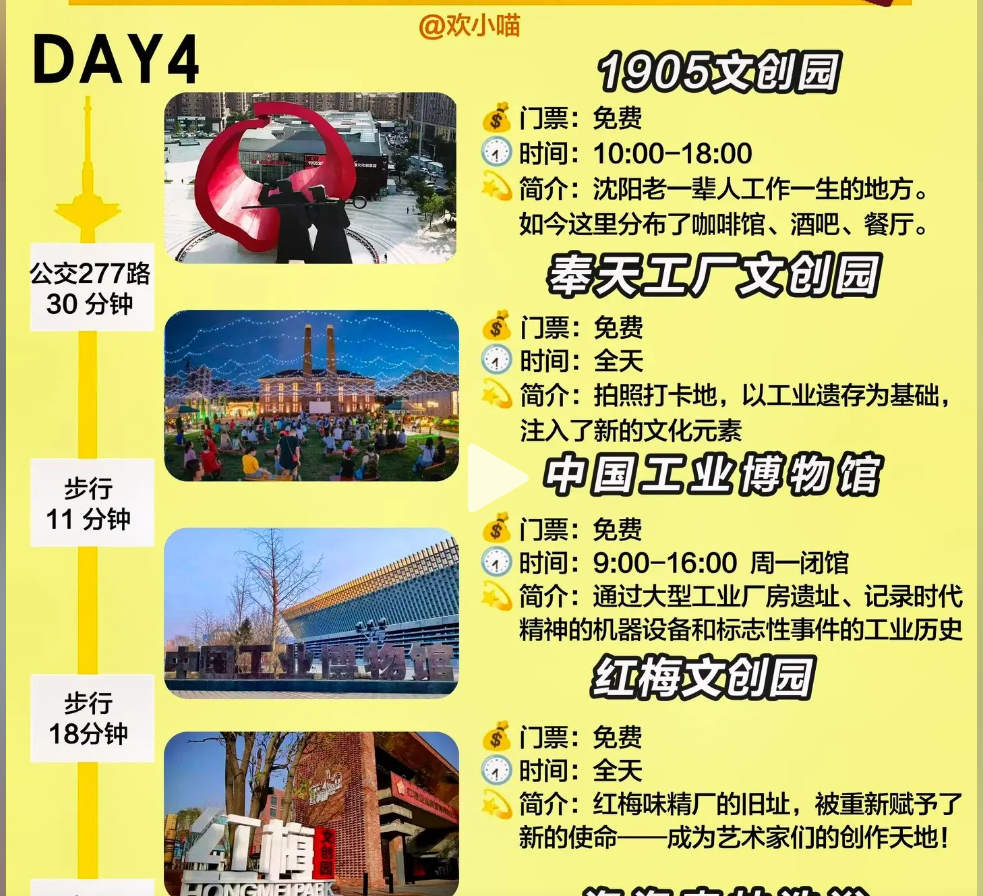 @欢小喵
DAY4
1905文创园
门票：免费
时间：10:00-18:00
简介：沈阳老一辈人工作一生的地方。
如今这里分布了咖啡馆、酒吧、餐厅。
公交277路
30 分钟
奉天工厂文创园
门票：免费
时间：全天
简介：拍照打卡地，以工业遗存为基础，
注入了新的文化元素
步行
11 分钟
中国工业博物馆
门票：免费
时间：9:00-16:00 周一闭馆
简介：通过大型工业厂房遗址、记录时代
精神的机器设备和标志性事件的工业历史
中国工业博物馆
步行
18分钟
红梅文创园
门票：免费
时间：全天
简介：红梅味精厂的旧址，被重新赋予了
新的使命——成为艺术家们的创作天地！
红梅
文创园
HONGMEI PARK